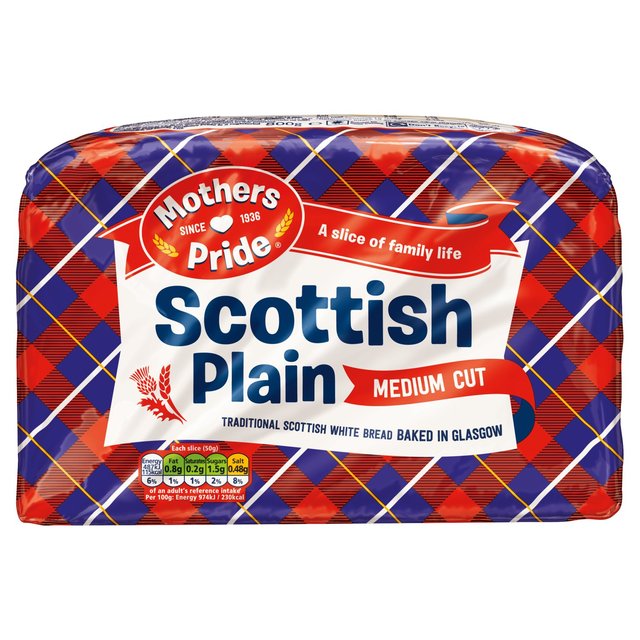 800g e
Mothers
SINCE 1936
Pride®
A slice of family life
Scottish
Plain
MEDIUM CUT
TRADITIONAL SCOTTISH WHITE BREAD BAKED IN GLASGOW
Each slice (50g)
Energy Fat Saturates Sugars Salt
487kJ 0.8g 0.2g 1.5g 0.48g
115kcal
6% 1% 1% 2% 8%
of an adult's reference intake
Per 100g: Energy 974kJ / 230kcal